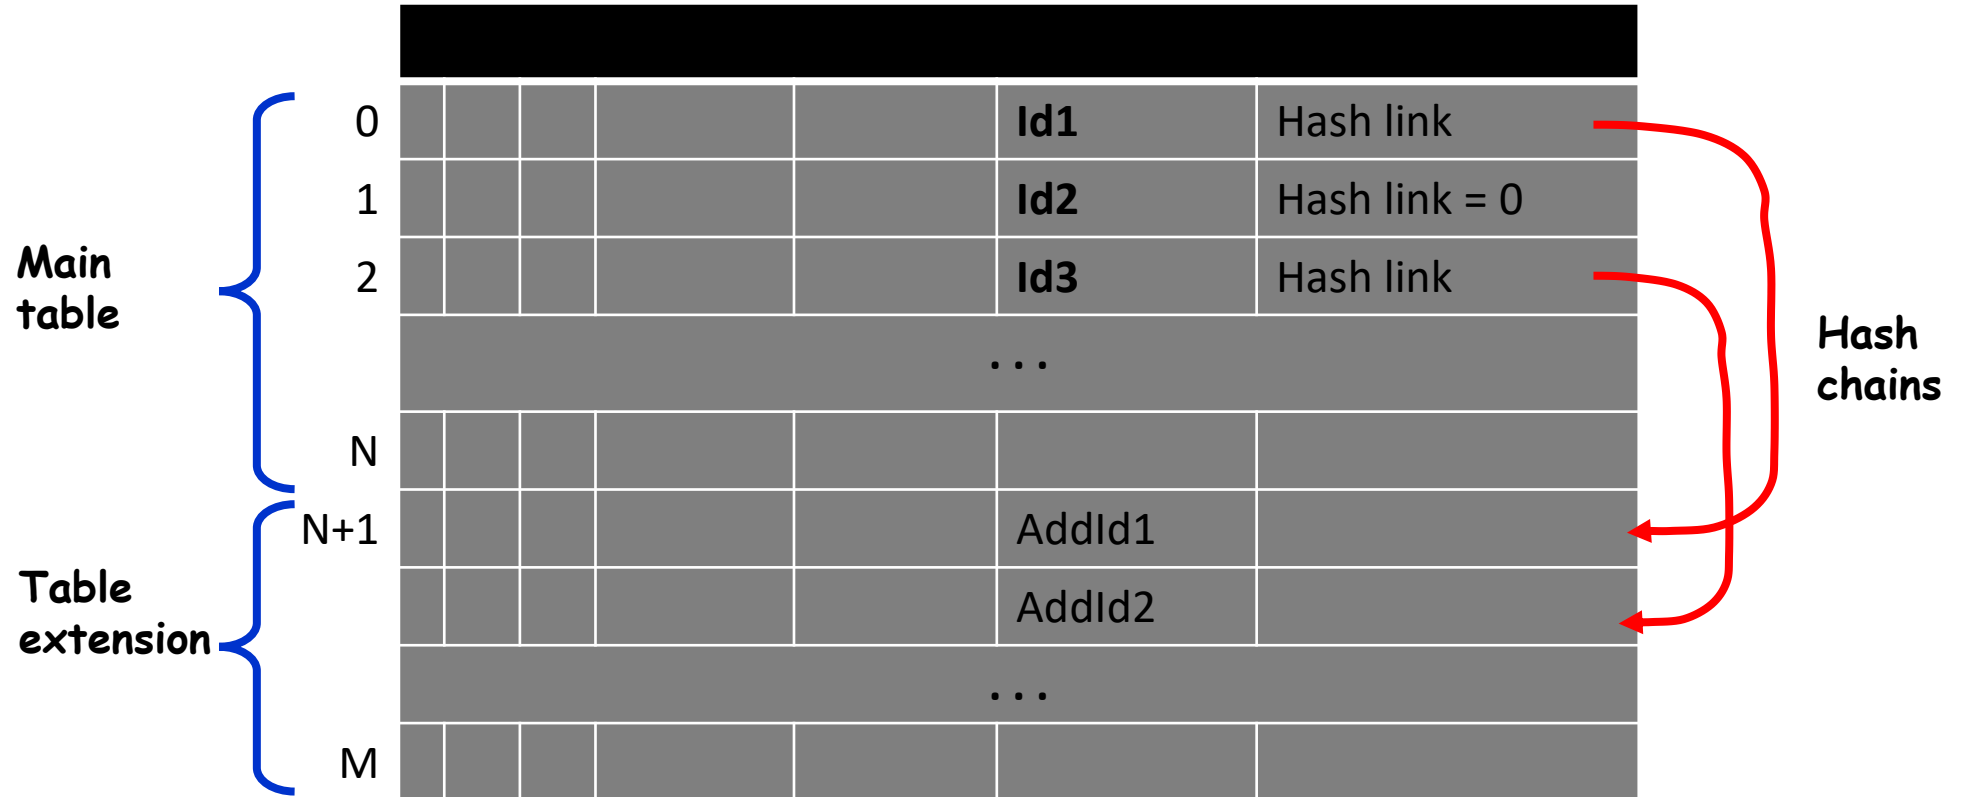 0 Id1 Hash link
1 Id2 Hash link = 0
Main
table
2 Id3 Hash link
. . .
Hash
chains
N
N+1 AddId1
Table
extension
AddId2
. . .
M